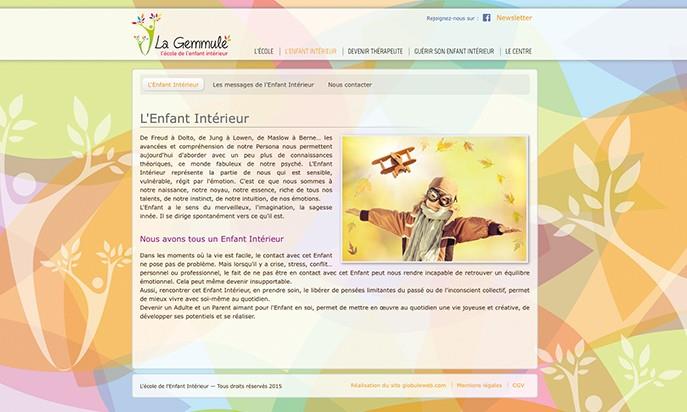 Rejoignez-nous sur :
Newsletter
La Gemmule
l'école de l'enfant intérieur
L'ÉCOLE | L'ENFANT INTÉRIEUR | DEVENIR THÉRAPEUTE | GUÉRIR SON ENFANT INTÉRIEUR | LE CENTRE
L'Enfant Intérieur
Les messages de l'Enfant Intérieur
Nous contacter
L'Enfant Intérieur
De Freud à Dolto, de Jung à Lowen, de Maslow à Berne... les
avancées et compréhension de notre Persona nous permettent
aujourd'hui d'aborder avec un peu plus de connaissances
théoriques, ce monde fabuleux de notre psyché. L'Enfant
Intérieur représente la partie de nous qui est sensible,
vulnérable, régit par l'émotion. C'est ce que nous sommes à
notre naissance, notre noyau, notre essence, riche de tous nos
talents, de notre instinct, de notre intuition, de nos émotions.
L'Enfant a le sens du merveilleux, l'imagination, la sagesse
innée. Il se dirige spontanément vers ce qu'il est.
Nous avons tous un Enfant Intérieur
Dans les moments où la vie est facile, le contact avec cet Enfant
ne pose pas de problème. Mais lorsqu'il y a crise, stress, conflit...
personnel ou professionnel, le fait de ne pas être en contact avec cet Enfant peut nous rendre incapable de retrouver un équilibre
émotionnel. Cela peut même devenir insupportable.
Aussi, rencontrer cet Enfant Intérieur, en prendre soin, le libérer de pensées limitantes du passé ou de l'inconscient collectif, permet
de mieux vivre avec soi-même au quotidien.
Devenir un Adulte et un Parent aimant pour l'Enfant en soi, permet de mettre en œuvre au quotidien une vie joyeuse et créative, de
développer ses potentiels et se réaliser.
L'école de l'Enfant Intérieur — Tous droits réservés 2015
Réalisation du site globuleweb.com | Mentions légales | CGV